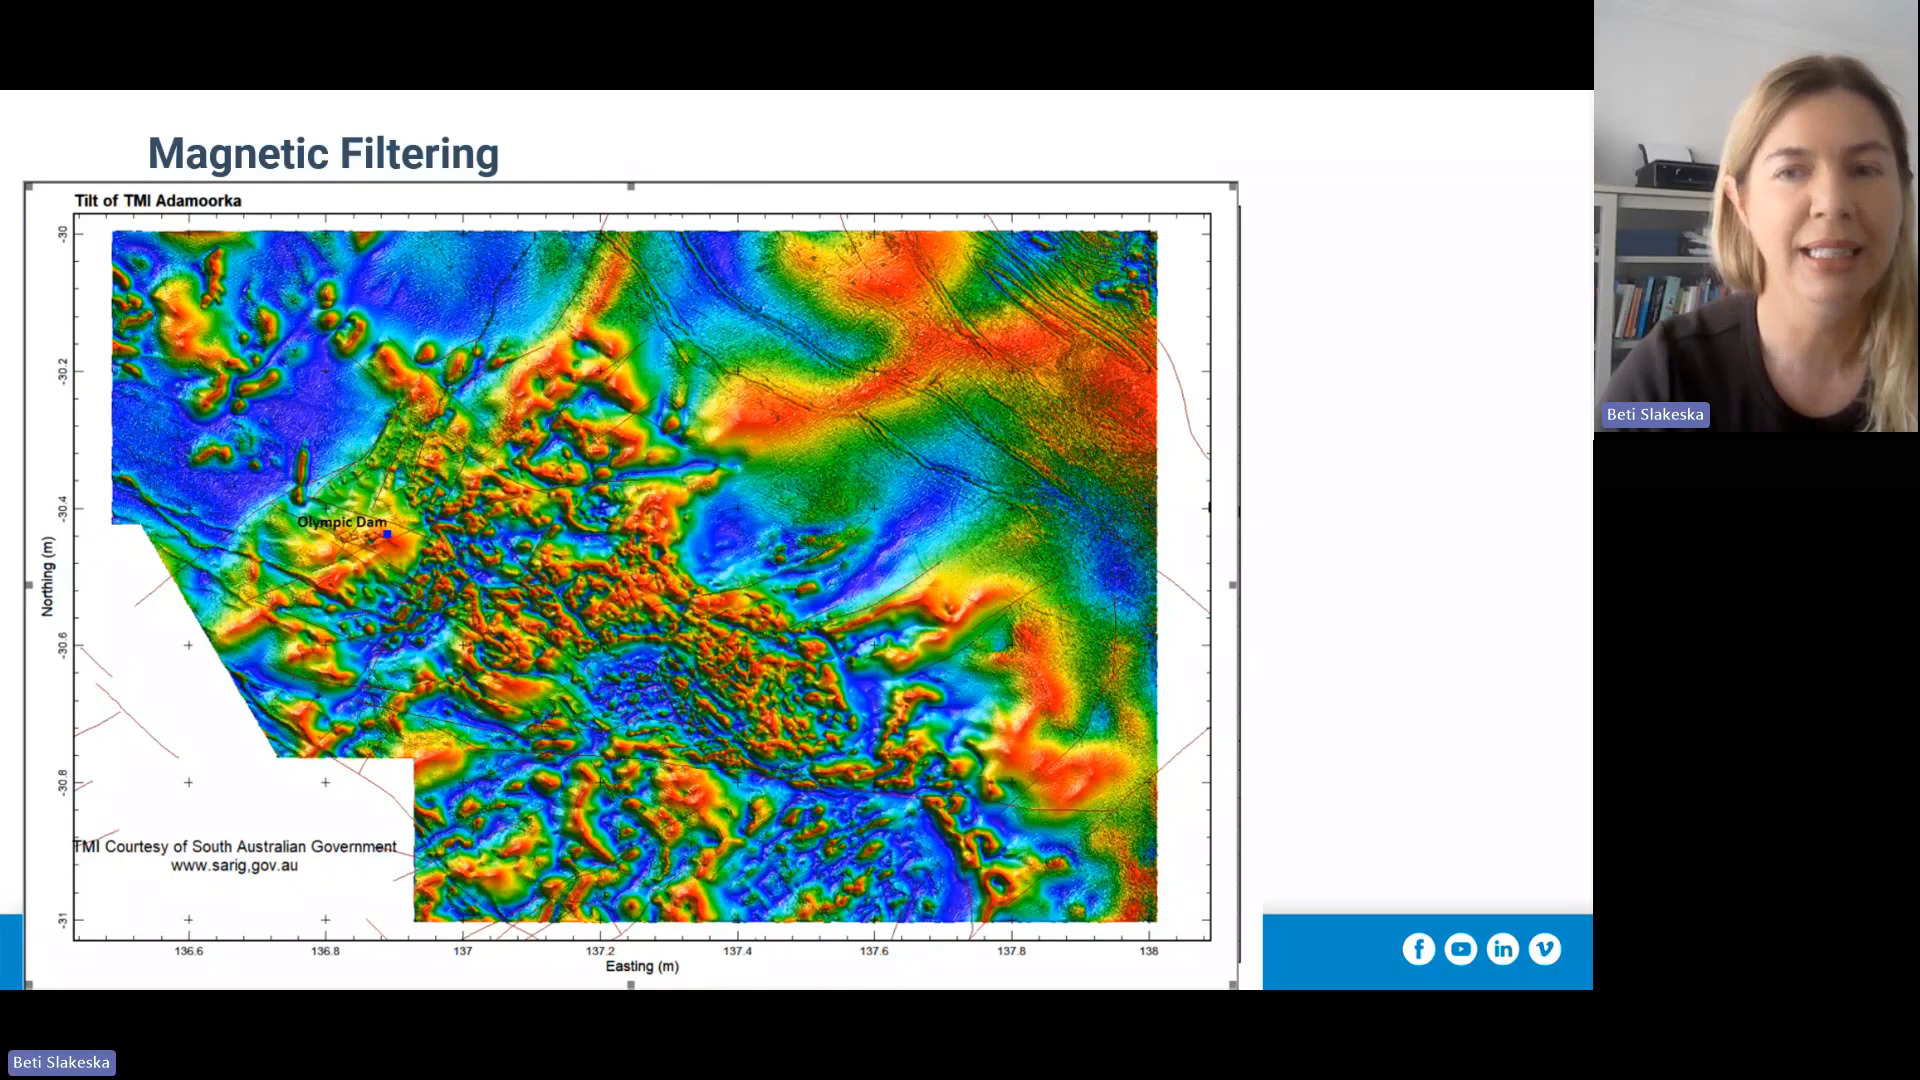 Magnetic Filtering
Tilt of TMI Adamoorka
-30
-30.2
-30.4
-30.6
-30.8
-31
Northing (m)
Olympic Dam
TMI Courtesy of South Australian Government
www.sarig,gov.au
136.6
136.8
137
137.2
137.4
137.6
137.8
138
Easting (m)
f
in
v
Beti Slakeska
Beti Slakeska